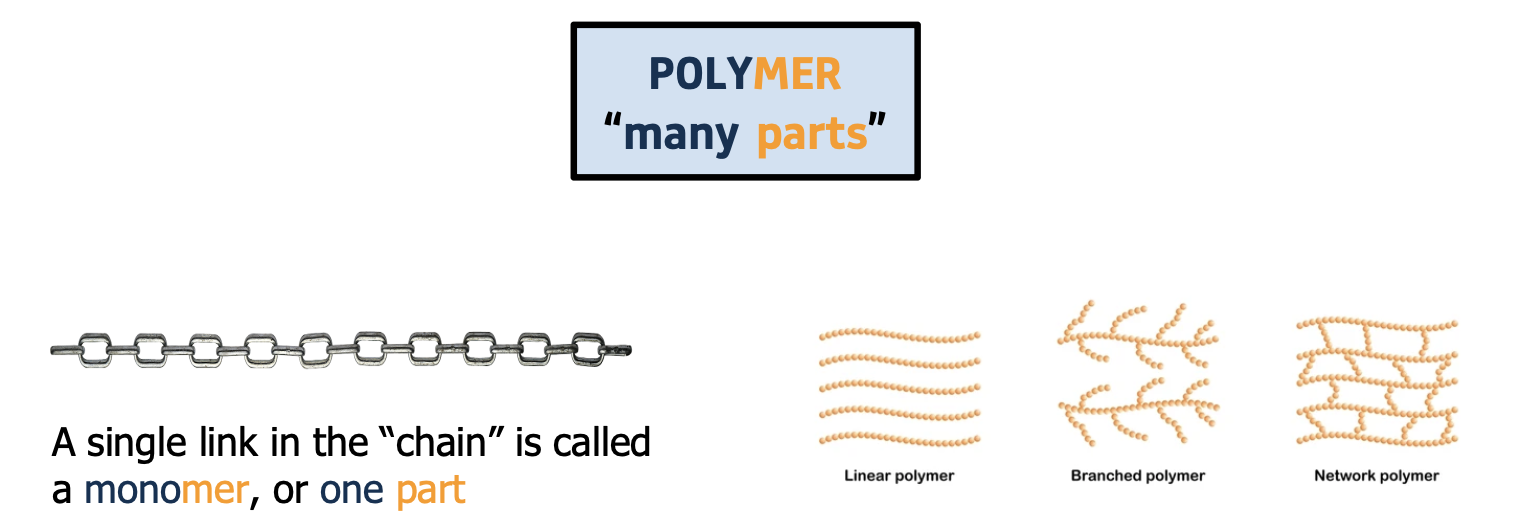 POLYMER
“many parts”
A single link in the “chain” is called
a monomer, or one part
Linear polymer
Branched polymer
Network polymer